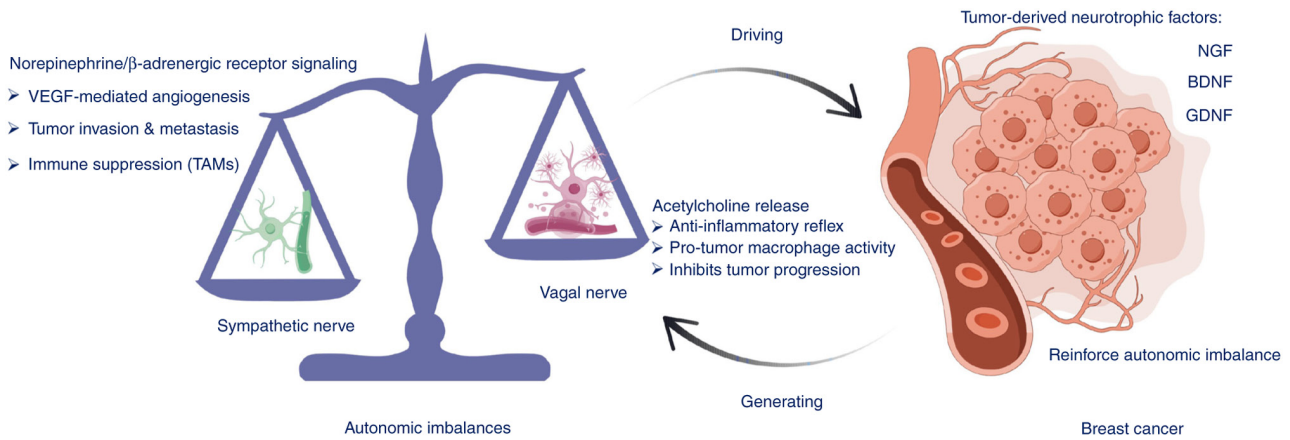 Norepinephrine/β-adrenergic receptor signaling
➢ VEGF-mediated angiogenesis
➢ Tumor invasion & metastasis
➢ Immune suppression (TAMs)
Sympathetic nerve
Vagal nerve
Acetylcholine release
➢ Anti-inflammatory reflex
➢ Pro-tumor macrophage activity
➢ Inhibits tumor progression
Autonomic imbalances
Driving
Generating
Tumor-derived neurotrophic factors:
NGF
BDNF
GDNF
Reinforce autonomic imbalance
Breast cancer